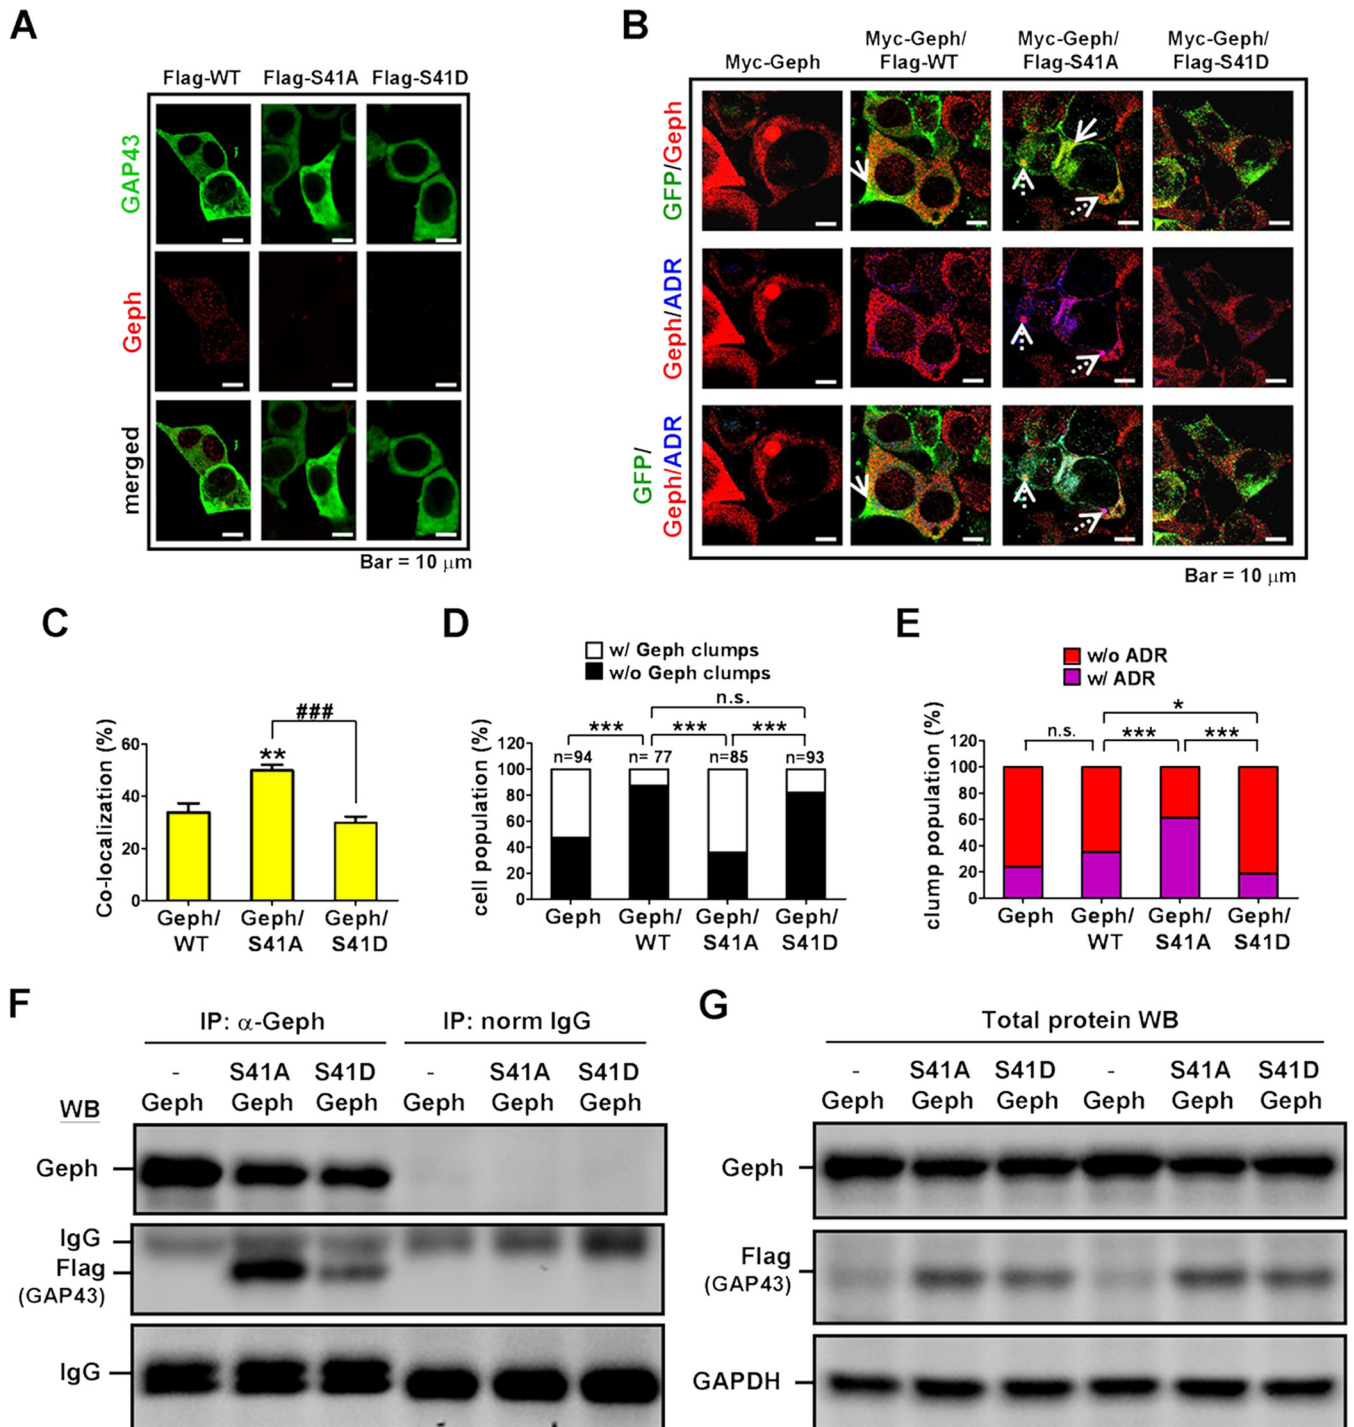 A
Flag-WT Flag-S41A Flag-S41D
GAP43
Geph
merged
Bar = 10 μm
B
Myc-Geph
Myc-Geph/
Flag-WT
Myc-Geph/
Flag-S41A
Myc-Geph/
Flag-S41D
GFP/Geph
Geph/ADR
GFP/
Geph/ADR
Bar = 10 μm
C
Co-localization (%)
60
40
20
0
**
###
Geph/
WT
Geph/
S41A
Geph/
S41D
D
w/ Geph clumps
w/o Geph clumps
n.s.
*** *** ***
n=94 n= 77 n=85 n=93
cell population (%)
120
100
80
60
40
20
0
Geph
Geph/
WT
Geph/
S41A
Geph/
S41D
E
w/o ADR
w/ ADR
*
n.s. *** ***
clump population (%)
120
100
80
60
40
20
0
Geph
Geph/
WT
Geph/
S41A
Geph/
S41D
F
IP: α-Geph IP: norm IgG
- S41A S41D - S41A S41D
WB Geph Geph Geph Geph Geph Geph
Geph
IgG
Flag
(GAP43)
IgG
G
Total protein WB
- S41A S41D - S41A S41D
Geph Geph Geph Geph Geph Geph
Geph
Flag
(GAP43)
GAPDH